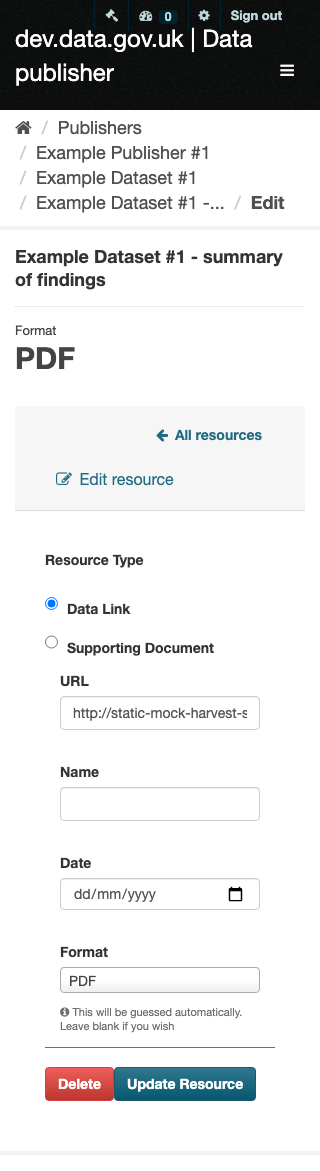 0 Sign out
dev.data.gov.uk | Data
publisher
/ Publishers
/ Example Publisher #1
/ Example Dataset #1
/ Example Dataset #1 -... / Edit
Example Dataset #1 - summary
of findings
Format
PDF
All resources
Edit resource
Resource Type
Data Link
Supporting Document
URL
http://static-mock-harvest-s
Name
Date
dd/mm/yyyy
Format
PDF
This will be guessed automatically.
Leave blank if you wish
Delete Update Resource